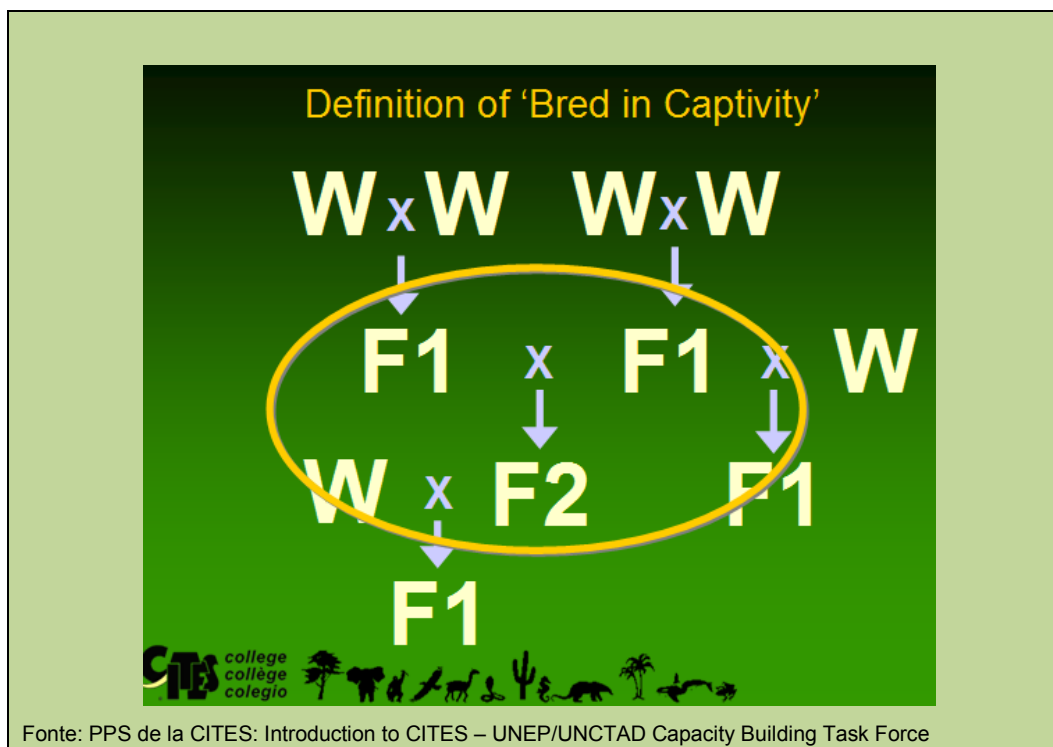 Definition of 'Bred in Captivity'
W x W W x W
F1 x F1 x W
W x F2 F1
F1
CITES
college
collège
colegio
Fonte: PPS de la CITES: Introduction to CITES – UNEP/UNCTAD Capacity Building Task Force